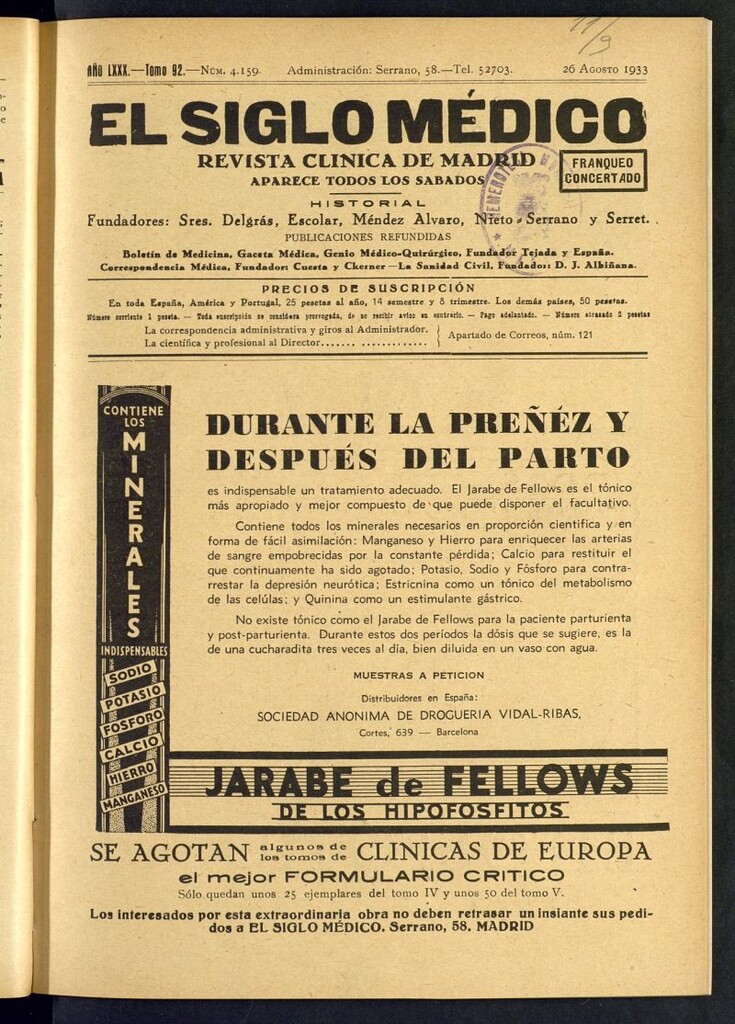 11/9
AÑO LXXX.—Tomo 92.—NÚM. 4.159. Administración: Serrano, 58.—Tel. 52703. 26 AGOSTO 1933
EL SIGLO MÉDICO
REVISTA CLINICA DE MADRID
APARECE TODOS LOS SABADOS
FRANQUEO
CONCERTADO
HISTORIAL
Fundadores: Sres. Delgrás, Escolar, Méndez Alvaro, Nieto Serrano y Serret.
PUBLICACIONES REFUNDIDAS
Boletín de Medicina, Gaceta Médica, Genio Médico-Quirúrgico, Fundador Tejada y España.
Correspondencia Médica, Fundador: Cuesta y Ckerner—La Sanidad Civil, Fundador: D. J. Albiñana.
PRECIOS DE SUSCRIPCIÓN
En toda España, América y Portugal, 25 pesetas al año, 14 semestre y 8 trimestre. Los demás países, 50 pesetas.
Número corriente 1 peseta. — Toda suscripción se considera prorrogada, de no recibir aviso en contrario. — Pago adelantado. — Número atrasado 2 pesetas
La correspondencia administrativa y giros al Administrador.
La científica y profesional al Director...................
Apartado de Correos, núm. 121
CONTIENE
LOS
MINERALES
INDISPENSABLES
SODIO
POTASIO
FOSFORO
CALCIO
HIERRO
MANGANESO
DURANTE LA PREÑÉZ Y
DESPUÉS DEL PARTO
es indispensable un tratamiento adecuado. El Jarabe de Fellows es el tónico
más apropiado y mejor compuesto de que puede disponer el facultativo.
Contiene todos los minerales necesarios en proporción cientifica y en
forma de fácil asimilación: Manganeso y Hierro para enriquecer las arterias
de sangre empobrecidas por la constante pérdida; Calcio para restituir el
que continuamente ha sido agotado; Potasio, Sodio y Fósforo para contra-
rrestar la depresión neurótica; Estricnina como un tónico del metabolismo
de las celúlas; y Quinina como un estimulante gástrico.
No existe tónico como el Jarabe de Fellows para la paciente parturienta
y post-parturienta. Durante estos dos períodos la dósis que se sugiere, es la
de una cucharadita tres veces al día, bien diluida en un vaso con agua.
MUESTRAS A PETICION
Distribuidores en España:
SOCIEDAD ANONIMA DE DROGUERIA VIDAL-RIBAS,
Cortes, 639 — Barcelona
JARABE de FELLOWS
DE LOS HIPOFOSFITOS
SE AGOTAN algunos de los tomos de CLINICAS DE EUROPA
el mejor FORMULARIO CRITICO
Sólo quedan unos 25 ejemplares del tomo IV y unos 50 del tomo V.
Los interesados por esta extraordinaria obra no deben retrasar un instante sus pedi-
dos a EL SIGLO MÉDICO. Serrano, 58. MADRID